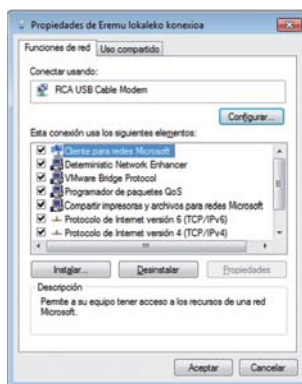 Propiedades de Eremu lokaleko konexioa
Funciones de red Uso compartido
Conectar usando:
RCA USB Cable Modem
Configurar...
Esta conexión usa los siguientes elementos:
Cliente para redes Microsoft
Deterministic Network Enhancer
VMware Bridge Protocol
Programador de paquetes QoS
Compartir impresoras y archivos para redes Microsoft
Protocolo de Internet versión 6 (TCP/IPv6)
Protocolo de Internet versión 4 (TCP/IPv4)
Instalar... Desinstalar Propiedades
Descripción
Permite a su equipo tener acceso a los recursos de una red
Microsoft.
Aceptar Cancelar